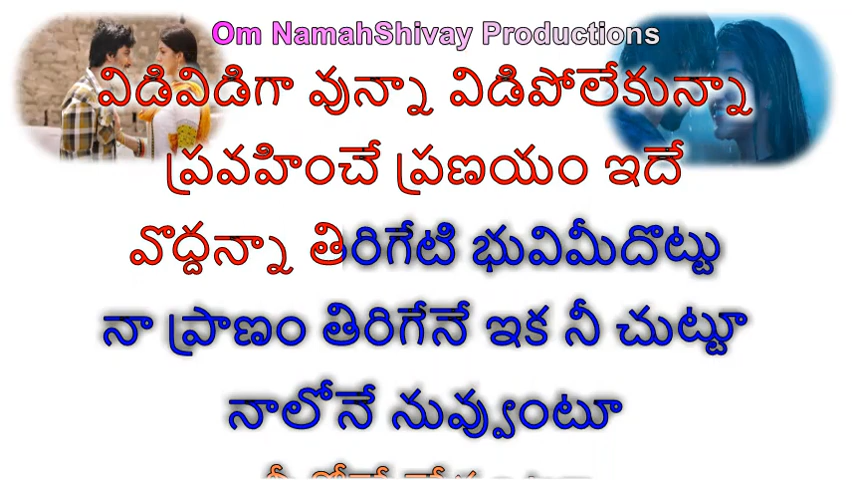 Om NamahShivay Productions
విడివిడిగా వున్నా విడిపోలేకున్నా
ప్రవహించే ప్రణయం ఇదే
వొద్దన్నా తిరిగేటి భువిమీదొట్టు
నా ప్రాణం తిరిగేనే ఇక నీ చుట్టూ
నాలోనే నువ్వుంటూ